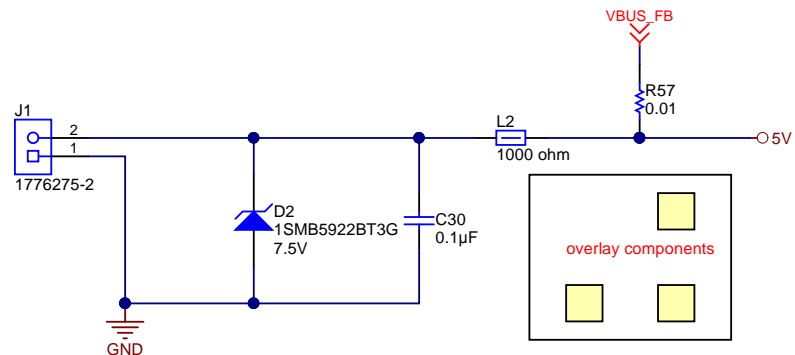 VBUS_FB
R57
0.01
J1
2
1
1776275-2
L2
1000 ohm
5V
D2
1SMB5922BT3G
7.5V
C30
0.1µF
overlay components
GND